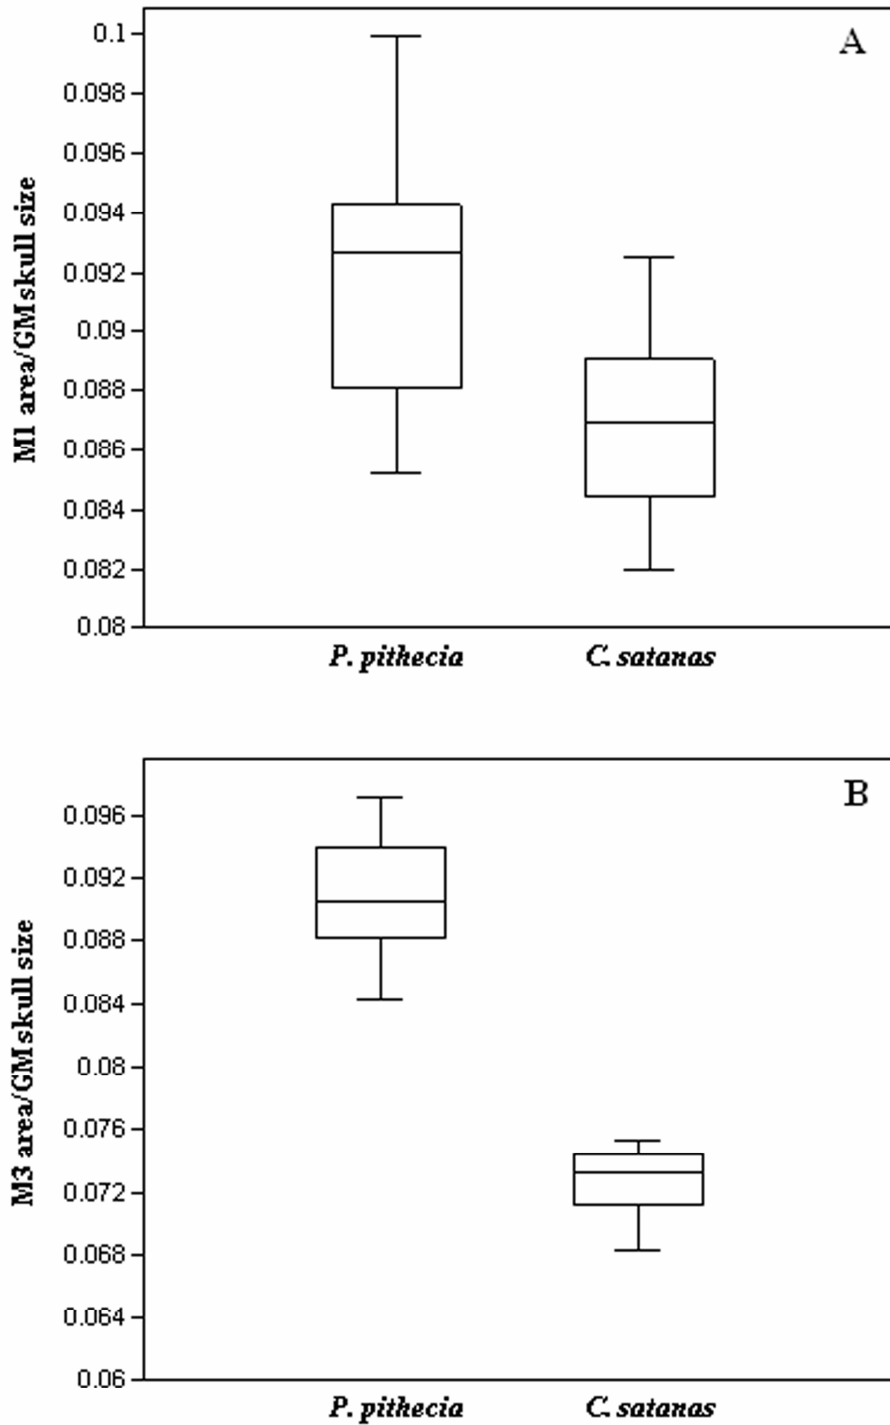 A
0.1
0.098
0.096
0.094
0.092
0.09
0.088
0.086
0.084
0.082
0.08
M1 area/GM skull size
P. pithecia
C. satanas
B
0.096
0.092
0.088
0.084
0.08
0.076
0.072
0.068
0.064
0.06
M3 area/GM skull size
P. pithecia
C. satanas